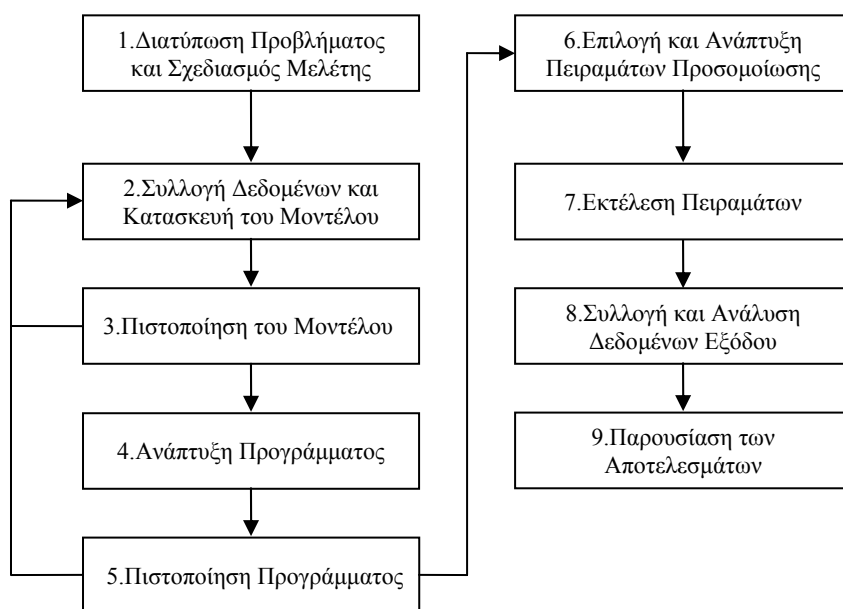 1.Διατύπωση Προβλήματος
και Σχεδιασμός Μελέτης
2.Συλλογή Δεδομένων και
Κατασκευή του Μοντέλου
3.Πιστοποίηση του Μοντέλου
4.Ανάπτυξη Προγράμματος
5.Πιστοποίηση Προγράμματος
6.Επιλογή και Ανάπτυξη
Πειραμάτων Προσομοίωσης
7.Εκτέλεση Πειραμάτων
8.Συλλογή και Ανάλυση
Δεδομένων Εξόδου
9.Παρουσίαση των
Αποτελεσμάτων